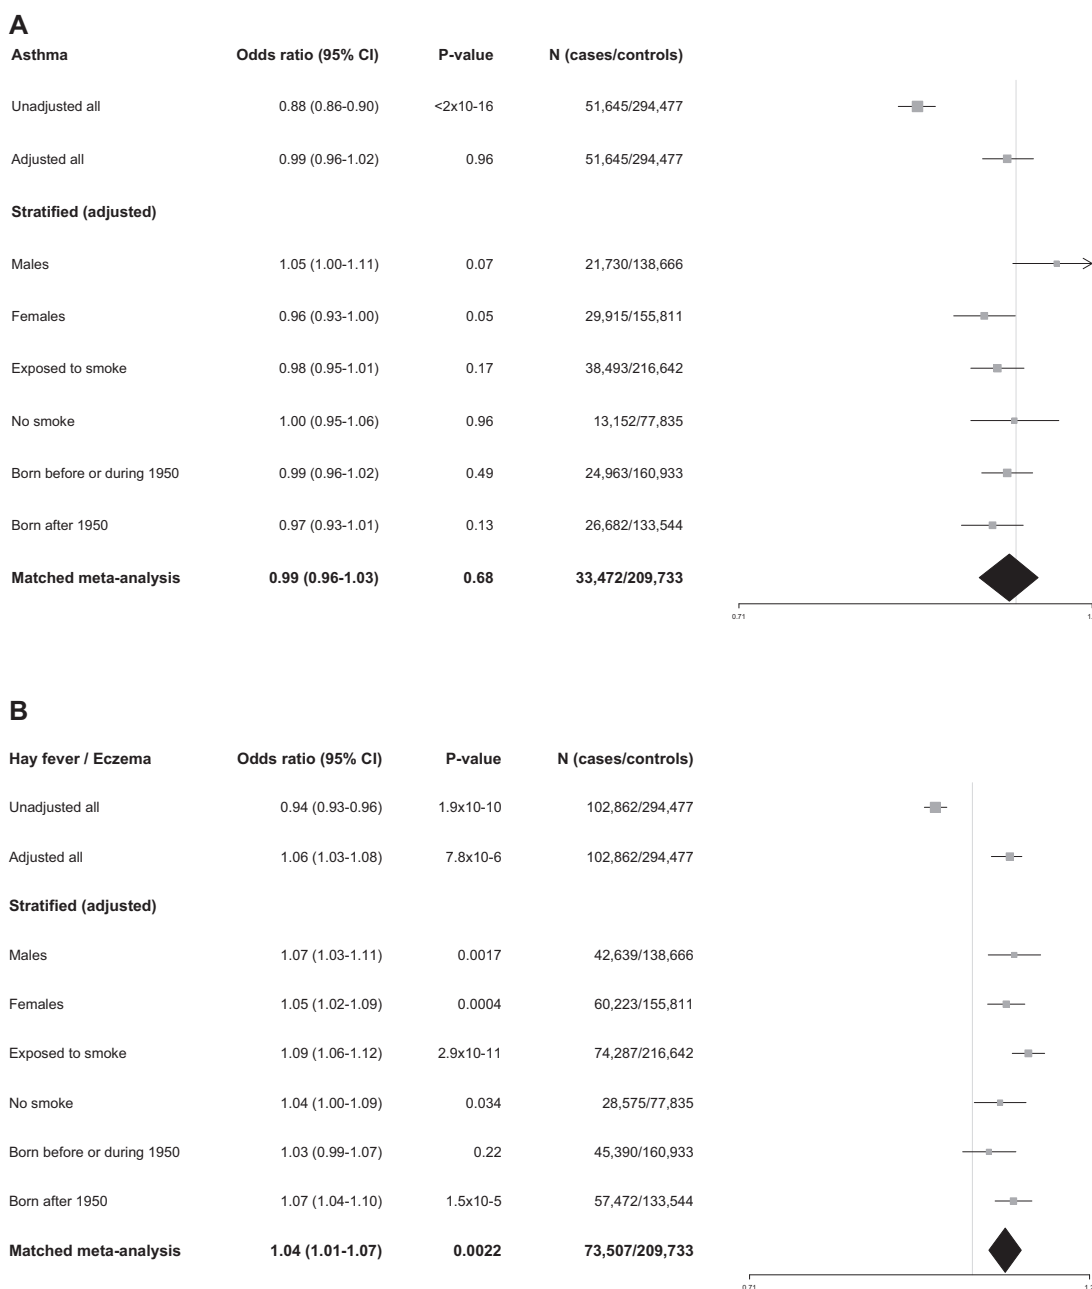 A
Asthma Odds ratio (95% CI) P-value N (cases/controls)
Unadjusted all 0.88 (0.86-0.90) <2x10-16 51,645/294,477
Adjusted all 0.99 (0.96-1.02) 0.96 51,645/294,477
Stratified (adjusted)
Males 1.05 (1.00-1.11) 0.07 21,730/138,666
Females 0.96 (0.93-1.00) 0.05 29,915/155,811
Exposed to smoke 0.98 (0.95-1.01) 0.17 38,493/216,642
No smoke 1.00 (0.95-1.06) 0.96 13,152/77,835
Born before or during 1950 0.99 (0.96-1.02) 0.49 24,963/160,933
Born after 1950 0.97 (0.93-1.01) 0.13 26,682/133,544
Matched meta-analysis 0.99 (0.96-1.03) 0.68 33,472/209,733
0.71
B
Hay fever / Eczema Odds ratio (95% CI) P-value N (cases/controls)
Unadjusted all 0.94 (0.93-0.96) 1.9x10-10 102,862/294,477
Adjusted all 1.06 (1.03-1.08) 7.8x10-6 102,862/294,477
Stratified (adjusted)
Males 1.07 (1.03-1.11) 0.0017 42,639/138,666
Females 1.05 (1.02-1.09) 0.0004 60,223/155,811
Exposed to smoke 1.09 (1.06-1.12) 2.9x10-11 74,287/216,642
No smoke 1.04 (1.00-1.09) 0.034 28,575/77,835
Born before or during 1950 1.03 (0.99-1.07) 0.22 45,390/160,933
Born after 1950 1.07 (1.04-1.10) 1.5x10-5 57,472/133,544
Matched meta-analysis 1.04 (1.01-1.07) 0.0022 73,507/209,733
0.71